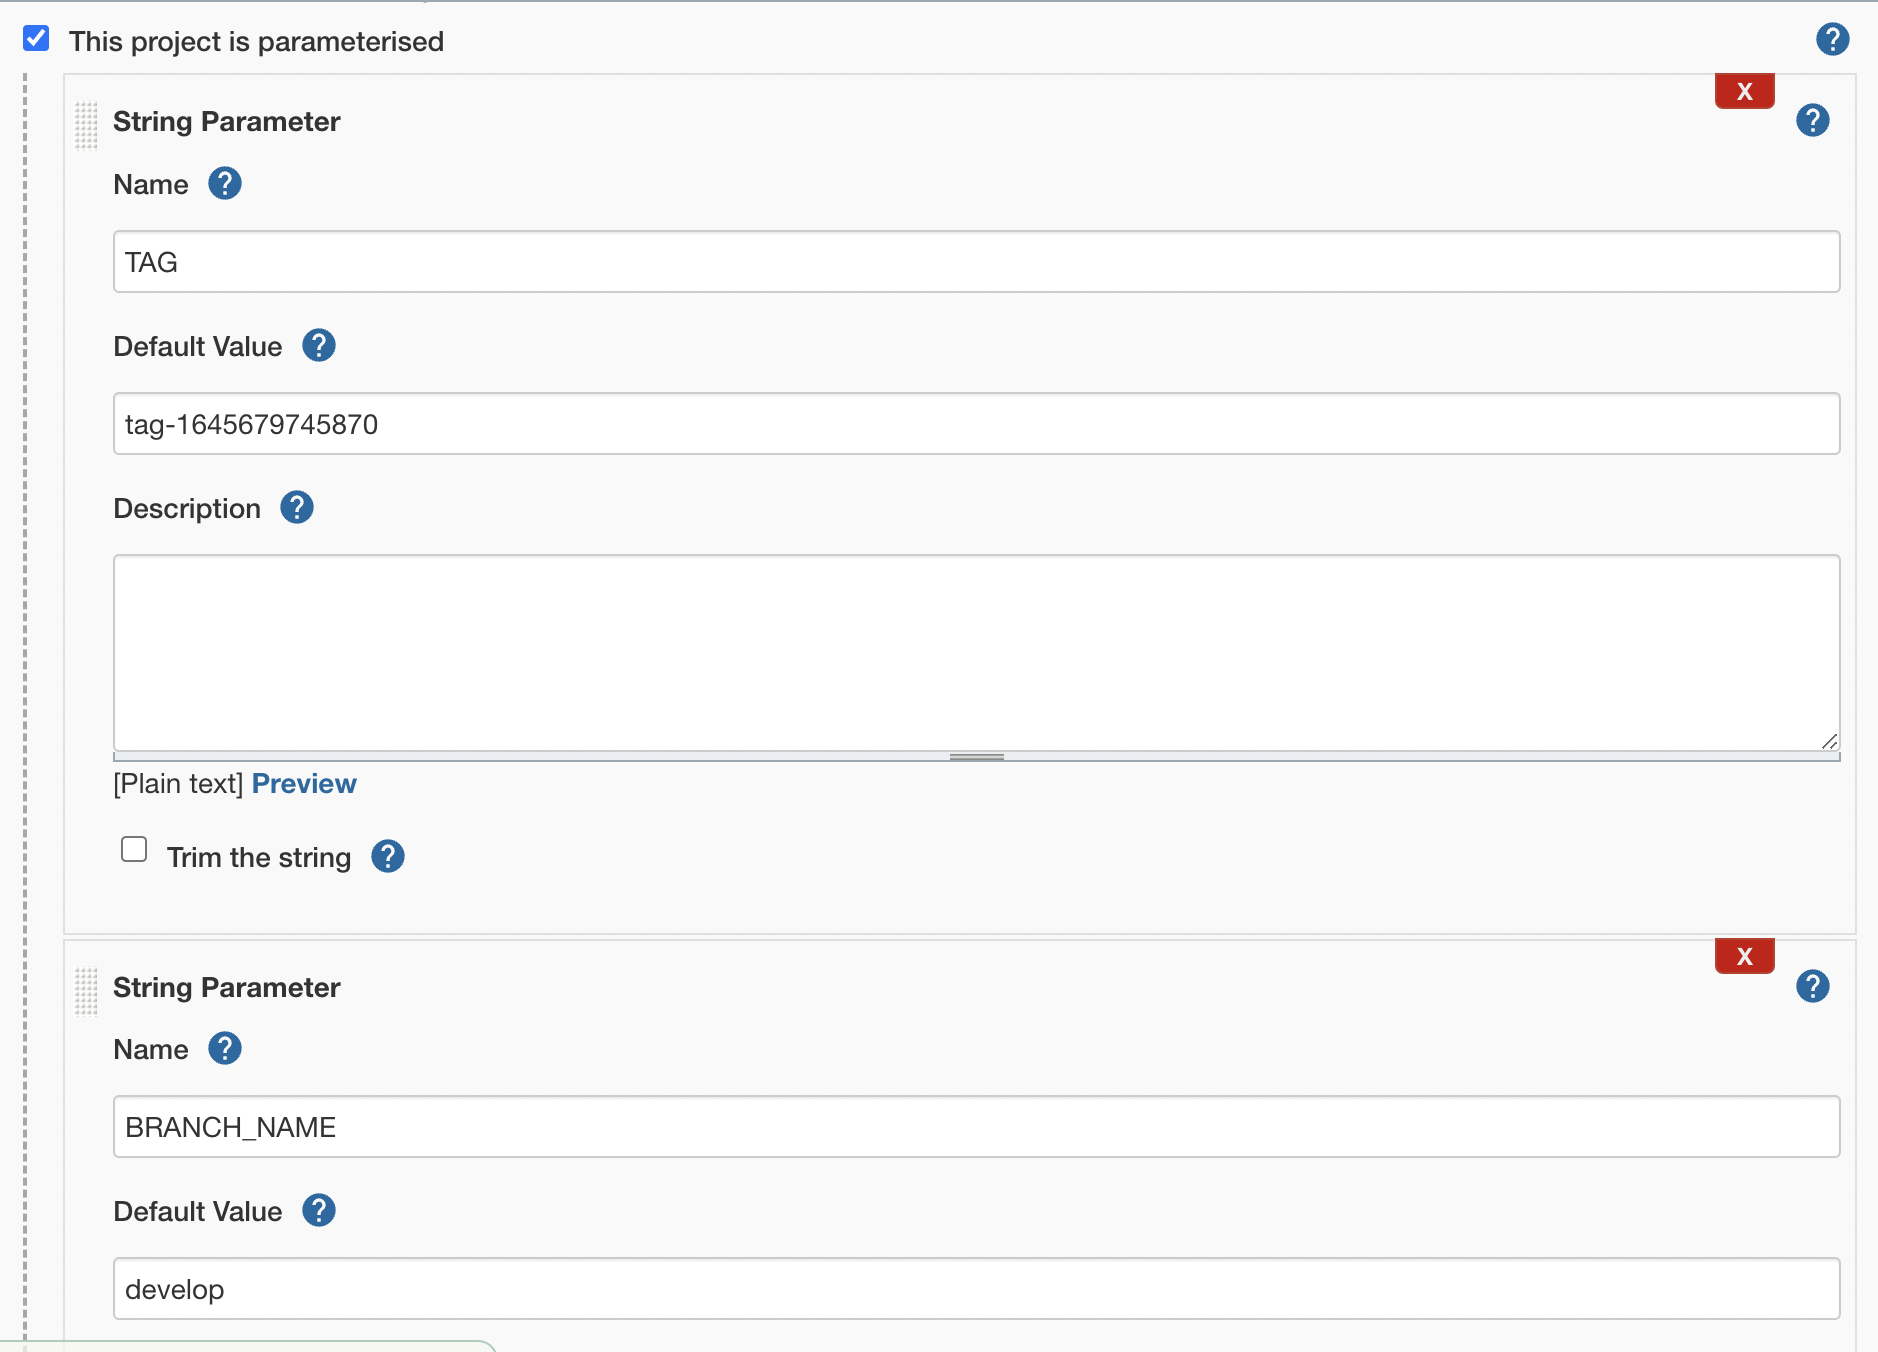 This project is parameterised ?
X
String Parameter ?
Name ?
TAG
Default Value ?
tag-1645679745870
Description ?
[Plain text] Preview
Trim the string ?
X
String Parameter ?
Name ?
BRANCH_NAME
Default Value ?
develop